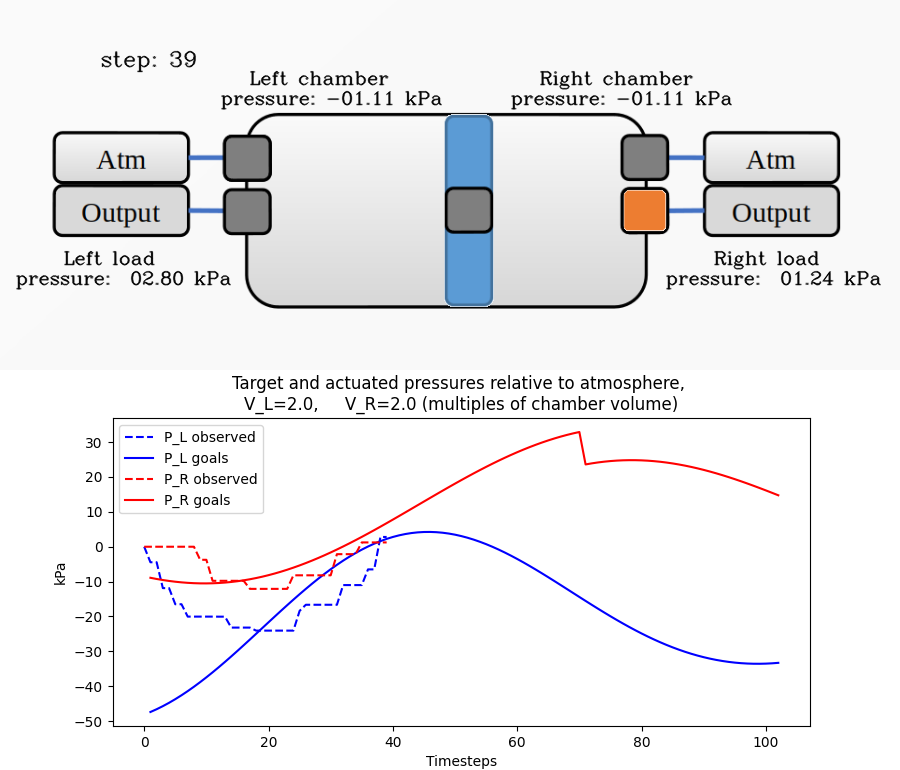 step: 39
Left chamber
pressure: −01.11 kPa
Right chamber
pressure: −01.11 kPa
Atm
Output
Atm
Output
Left load
pressure:  02.80 kPa
Right load
pressure:  01.24 kPa
Target and actuated pressures relative to atmosphere,
V_L=2.0,     V_R=2.0 (multiples of chamber volume)
P_L observed
P_L goals
P_R observed
P_R goals
kPa
30
20
10
0
−10
−20
−30
−40
−50
0 20 40 60 80 100
Timesteps